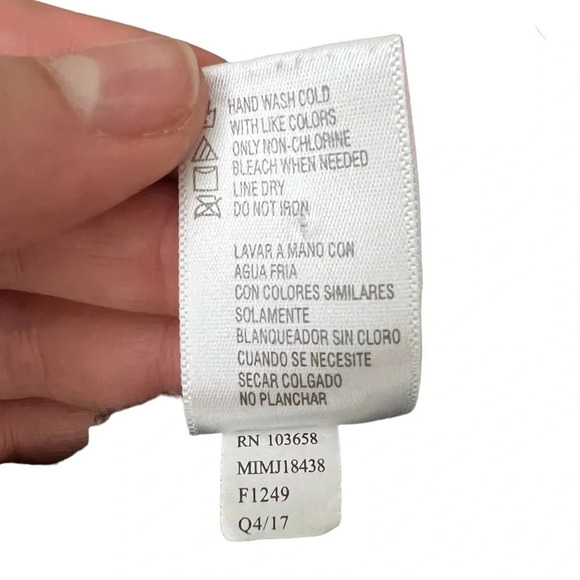 HAND WASH COLD
WITH LIKE COLORS
ONLY NON-CHLORINE
BLEACH WHEN NEEDED
LINE DRY
DO NOT IRON
LAVAR A MANO CON
AGUA FRIA
CON COLORES SIMILARES
SOLAMENTE
BLANQUEADOR SIN CLORO
CUANDO SE NECESITE
SECAR COLGADO
NO PLANCHAR
RN 103658
MIMJ18438
F1249
Q4/17